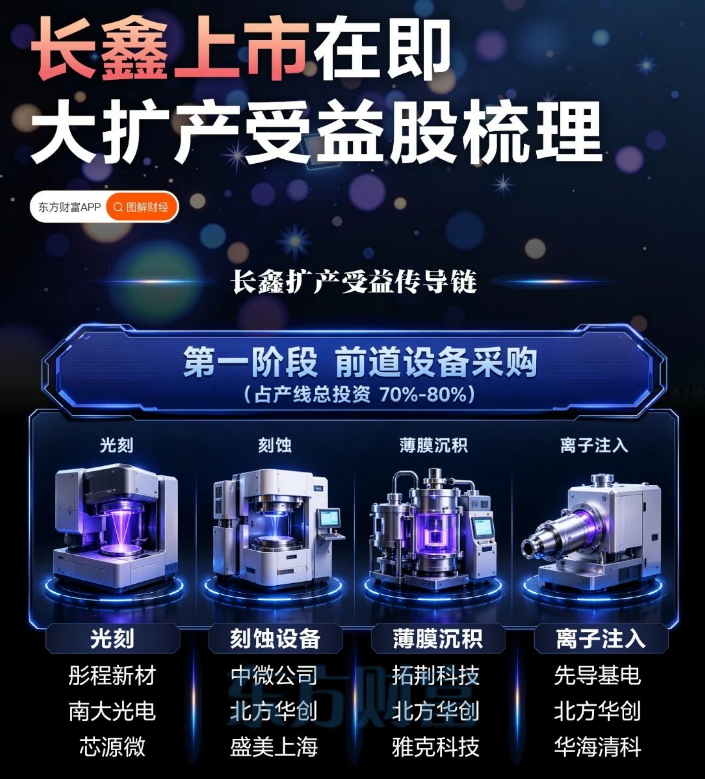 长鑫上市在即
大扩产受益股梳理
东方财富APP 图解财经
长鑫扩产受益传导链
第一阶段 前道设备采购
(占产线总投资 70%-80%)
光刻 刻蚀 薄膜沉积 离子注入
光刻 刻蚀设备 薄膜沉积 离子注入
彤程新材 中微公司 拓荆科技 先导基电
南大光电 北方华创 北方华创 北方华创
芯源微 盛美上海 雅克科技 华海清科
东方财富